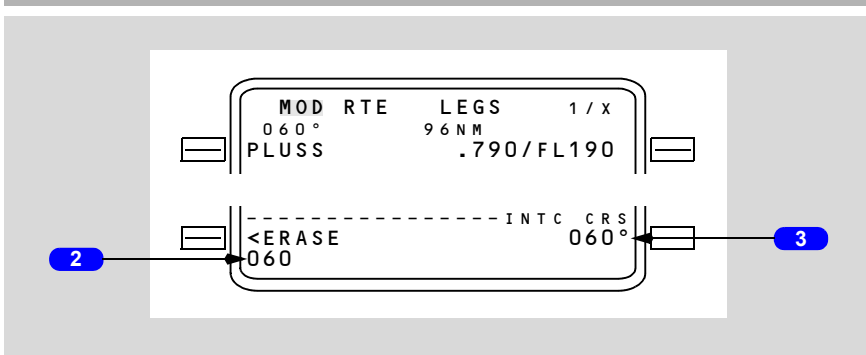 MOD RTE LEGS 1/X
060° 96NM
PLUSS .790/FL190
-----------------INTC CRS
<ERASE 060° 3
2 060